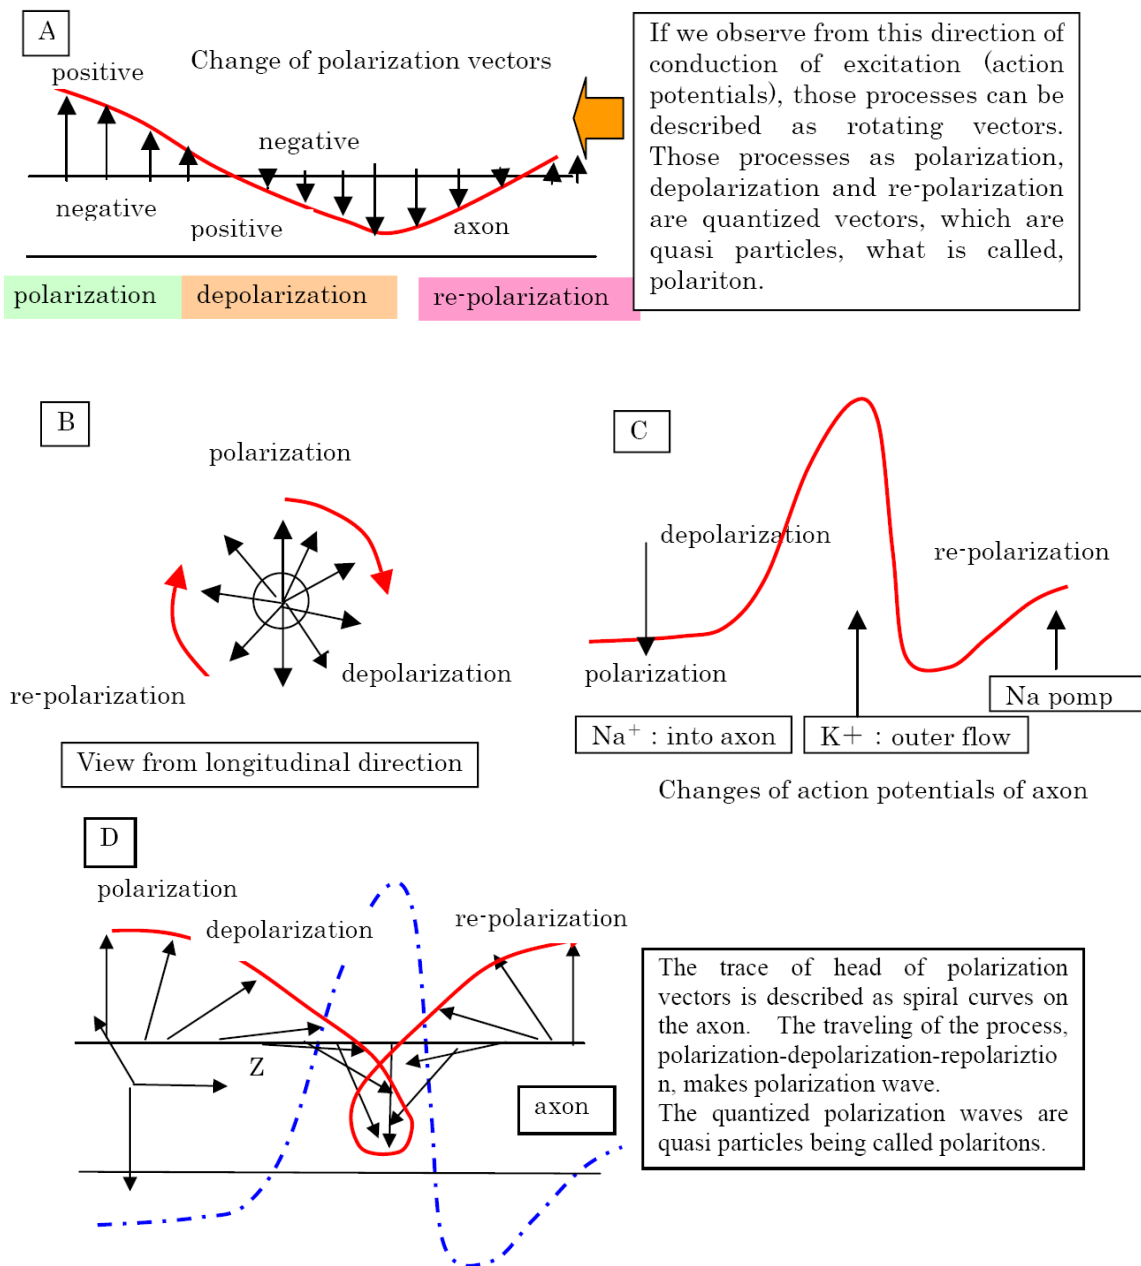 A
positive
Change of polarization vectors
negative
negative
positive
axon
polarization
depolarization
re-polarization
If we observe from this direction of
conduction of excitation (action
potentials), those processes can be
described as rotating vectors.
Those processes as polarization,
depolarization and re-polarization
are quantized vectors, which are
quasi particles, what is called,
polariton.
B
polarization
depolarization
re-polarization
View from longitudinal direction
C
depolarization
re-polarization
polarization
Na pomp
Na⁺ : into axon
K+ : outer flow
Changes of action potentials of axon
D
polarization
depolarization
re-polarization
Z
axon
The trace of head of polarization
vectors is described as spiral curves on
the axon. The traveling of the process,
polarization-depolarization-repolariztio
n, makes polarization wave.
The quantized polarization waves are
quasi particles being called polaritons.